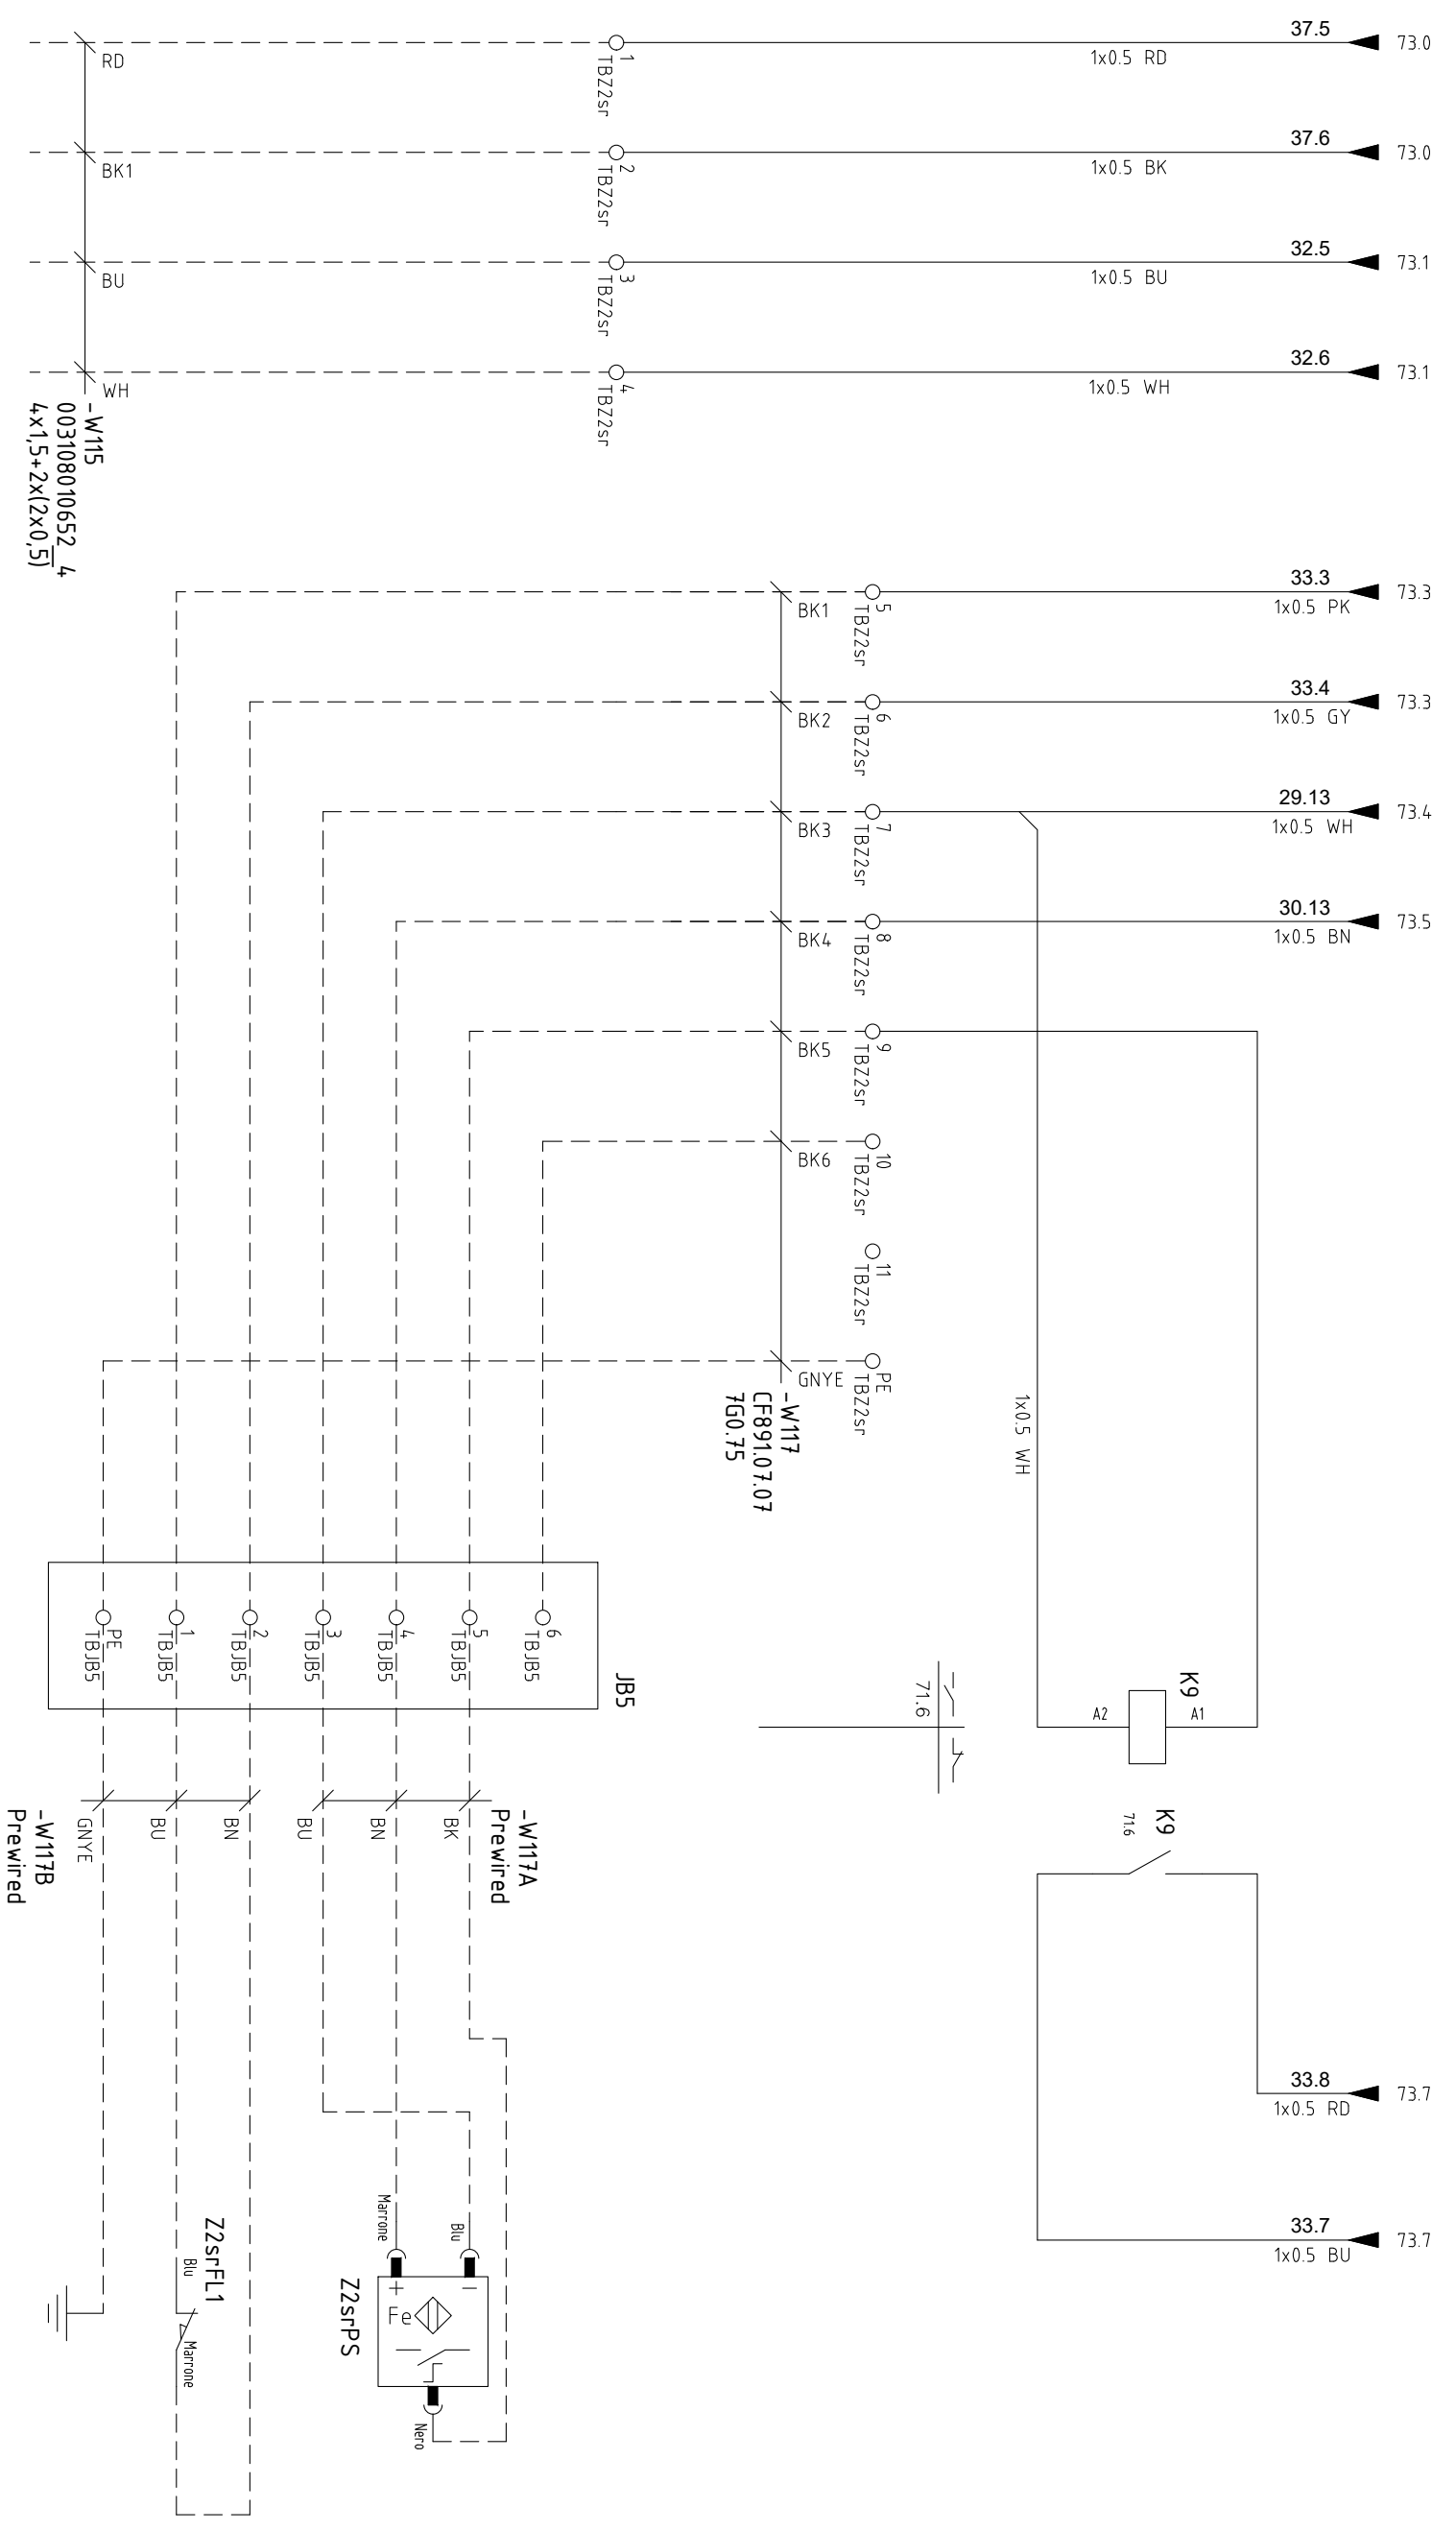 37.5
73.0
1x0.5 RD
RD
1
TBZ2sr
37.6
73.0
1x0.5 BK
BK1
2
TBZ2sr
32.5
73.1
1x0.5 BU
BU
3
TBZ2sr
32.6
73.1
1x0.5 WH
WH
4
TBZ2sr
-W115
003108010652_4
4x1,5+2x(2x0,5)
33.3
73.3
1x0.5 PK
BK1
5
TBZ2sr
33.4
73.3
1x0.5 GY
BK2
6
TBZ2sr
29.13
73.4
1x0.5 WH
BK3
7
TBZ2sr
30.13
73.5
1x0.5 BN
BK4
8
TBZ2sr
BK5
9
TBZ2sr
BK6
10
TBZ2sr
11
TBZ2sr
GNYE
PE
TBZ2sr
-W117
CF891.07.07
7G0.75
1x0.5 WH
JB5
PE
TBJB5
1
TBJB5
2
TBJB5
3
TBJB5
4
TBJB5
5
TBJB5
6
TBJB5
71.6
K9
A2
A1
K9
71.6
GNYE
BU
BN
BU
BN
BK
-W117B
Prewired
-W117A
Prewired
33.8
73.7
1x0.5 RD
33.7
73.7
1x0.5 BU
Z2srFL1
Blu
Marrone
Marrone
Blu
+
-
Fe
Z2srPS
Nero